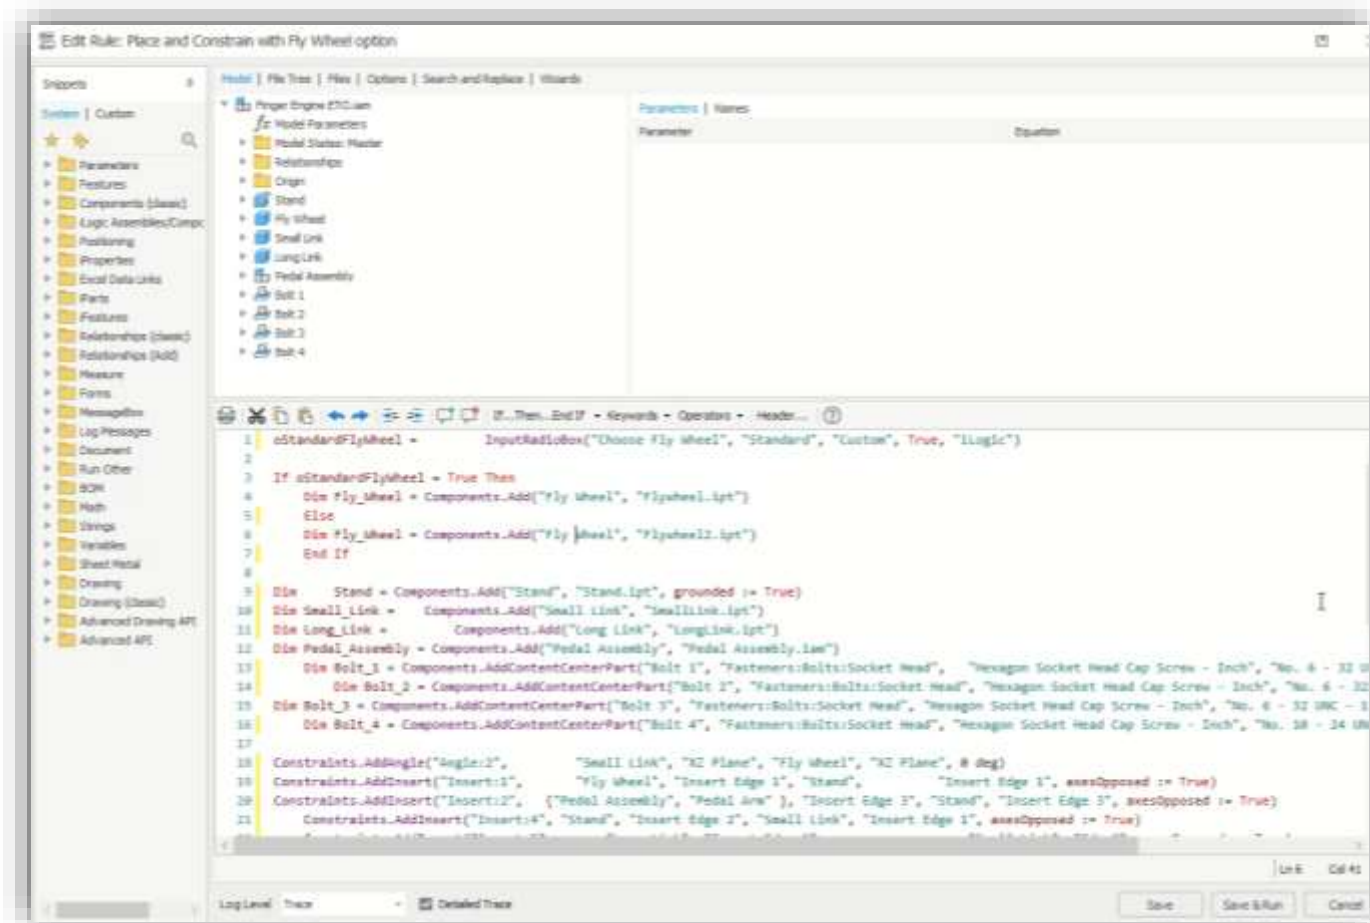 Edit Rule: Place and Constrain with Fly Wheel option
Snippets
System | Custom
Parameters
Features
Components (classic)
iLogic Assemblies/Compo
Positioning
iProperties
Excel Data Links
iParts
iFeatures
Relationships (classic)
Relationships (Add)
Measure
Forms
MessageBox
Log Messages
Document
Run Other
BOM
Math
Strings
Variables
Sheet Metal
Drawing
Drawing (classic)
Advanced Drawing API
Advanced API
Model | File Tree | Files | Options | Search and Replace | Wizards
Finger Engine ETO.iam
fx Model Parameters
Model States: Master
Relationships
Origin
Stand
Fly Wheel
Small Link
Long Link
Pedal Assembly
Bolt 1
Bolt 2
Bolt 3
Bolt 4
Parameters | Names
Parameter Equation
If...Then...End If Keywords Operators Header...
1 oStandardFlyWheel = InputRadioBox("Choose Fly Wheel", "Standard", "Custom", True, "iLogic")
2
3 If oStandardFlyWheel = True Then
4 Dim Fly_Wheel = Components.Add("Fly Wheel", "Flywheel.ipt")
5 Else
6 Dim Fly_Wheel = Components.Add("Fly Wheel", "Flywheel2.ipt")
7 End If
8
9 Dim Stand = Components.Add("Stand", "Stand.ipt", grounded := True)
10 Dim Small_Link = Components.Add("Small Link", "SmallLink.ipt")
11 Dim Long_Link = Components.Add("Long Link", "LongLink.ipt")
12 Dim Pedal_Assembly = Components.Add("Pedal Assembly", "Pedal Assembly.iam")
13 Dim Bolt_1 = Components.AddContentCenterPart("Bolt 1", "Fasteners:Bolts:Socket Head", "Hexagon Socket Head Cap Screw - Inch", "No. 6 - 32 U
14 Dim Bolt_2 = Components.AddContentCenterPart("Bolt 2", "Fasteners:Bolts:Socket Head", "Hexagon Socket Head Cap Screw - Inch", "No. 6 - 32
15 Dim Bolt_3 = Components.AddContentCenterPart("Bolt 3", "Fasteners:Bolts:Socket Head", "Hexagon Socket Head Cap Screw - Inch", "No. 6 - 32 UNC - 
16 Dim Bolt_4 = Components.AddContentCenterPart("Bolt 4", "Fasteners:Bolts:Socket Head", "Hexagon Socket Head Cap Screw - Inch", "No. 10 - 24 UN
17
18 Constraints.AddAngle("Angle:2", "Small Link", "XZ Plane", "Fly Wheel", "XZ Plane", 0 deg)
19 Constraints.AddInsert("Insert:1", "Fly Wheel", "Insert Edge 1", "Stand", "Insert Edge 1", axesOpposed := True)
20 Constraints.AddInsert("Insert:2", {"Pedal Assembly", "Pedal Arm" }, "Insert Edge 3", "Stand", "Insert Edge 3", axesOpposed := True)
21 Constraints.AddInsert("Insert:4", "Stand", "Insert Edge 2", "Small Link", "Insert Edge 1", axesOpposed := True)
Ln 6 Col 41
Log Level Trace Detailed Trace Save Save & Run Cancel